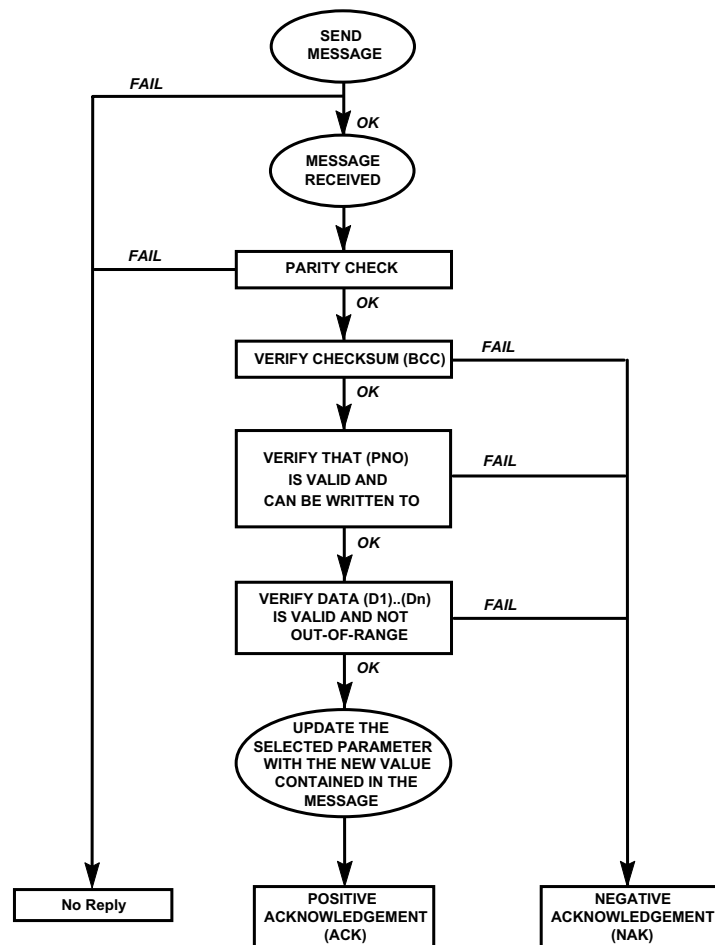 SEND
MESSAGE
FAIL
OK
MESSAGE
RECEIVED
FAIL
PARITY CHECK
OK
VERIFY CHECKSUM (BCC)
FAIL
OK
VERIFY THAT (PNO)
IS VALID AND
CAN BE WRITTEN TO
FAIL
OK
VERIFY DATA (D1)..(Dn)
IS VALID AND NOT
OUT-OF-RANGE
FAIL
OK
UPDATE THE
SELECTED PARAMETER
WITH THE NEW VALUE
CONTAINED IN THE
MESSAGE
No Reply
POSITIVE
ACKNOWLEDGEMENT
(ACK)
NEGATIVE
ACKNOWLEDGEMENT
(NAK)